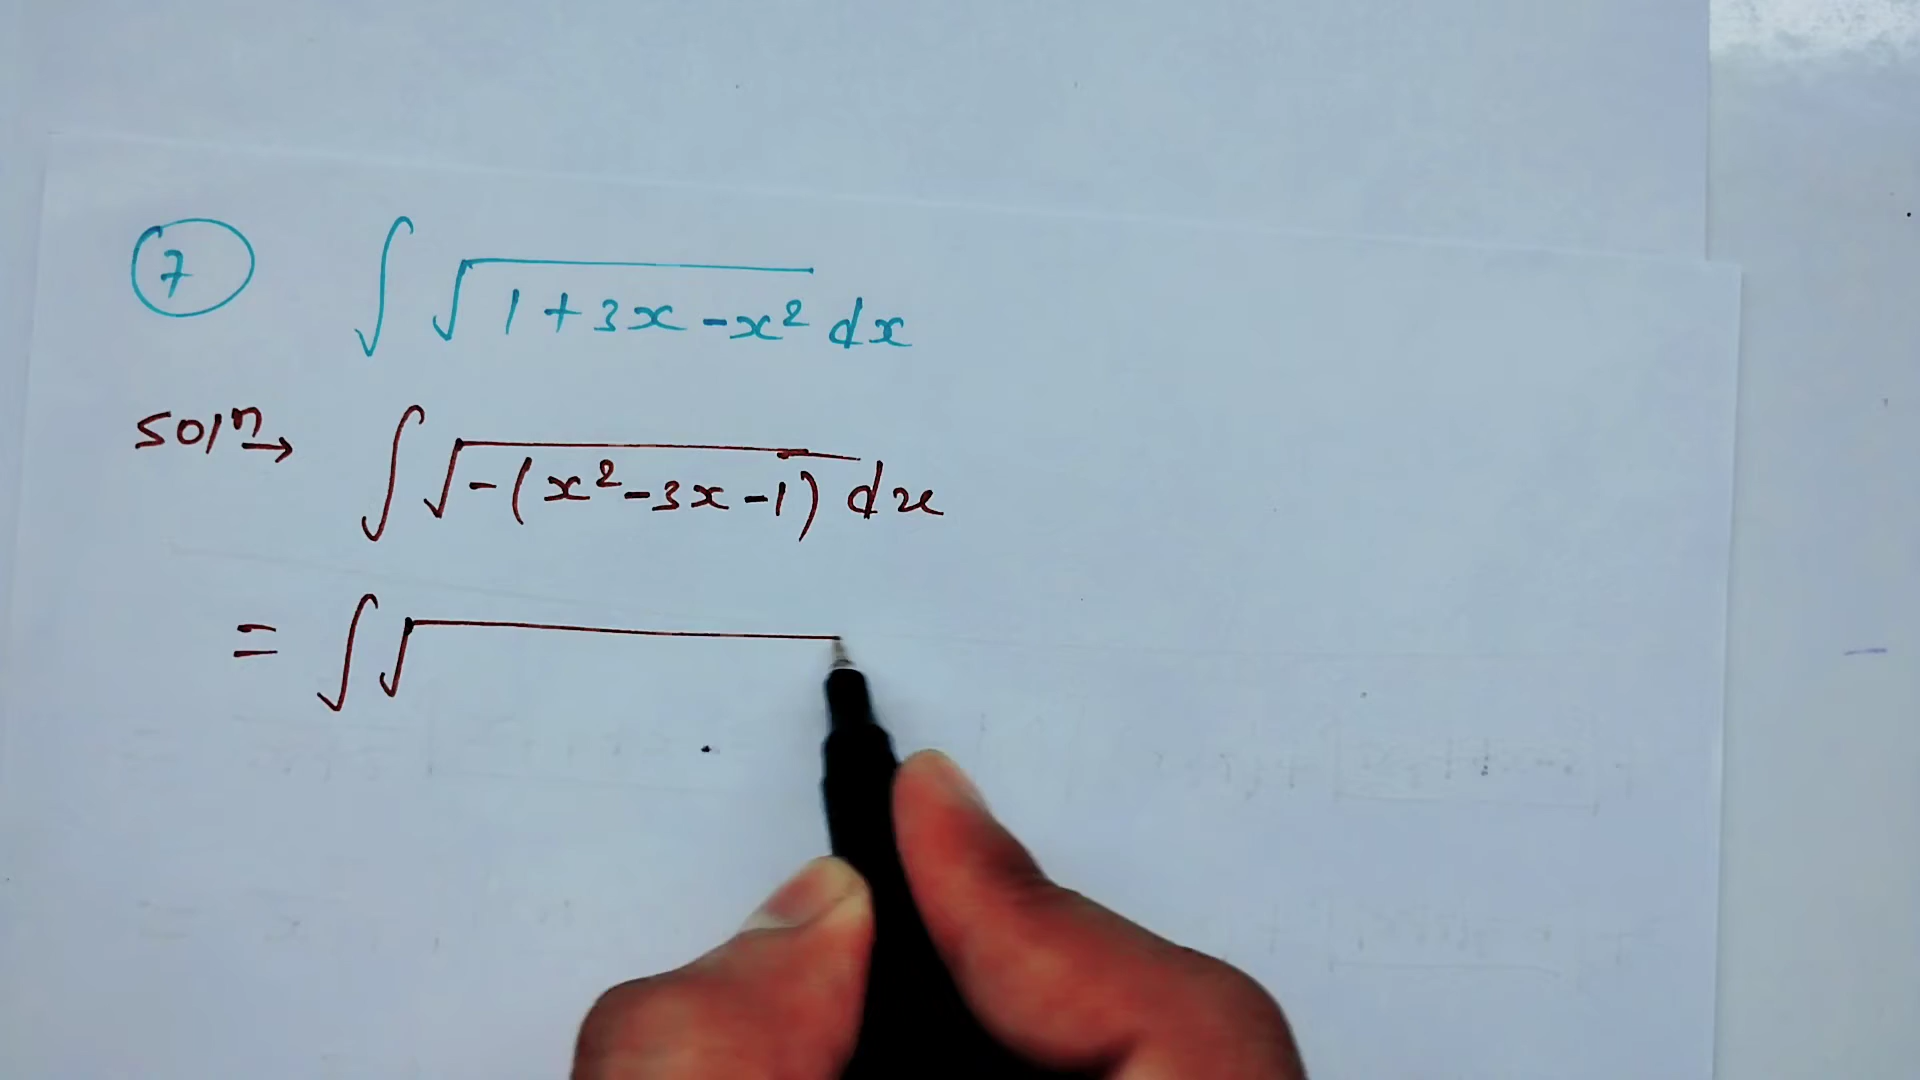 7 ∫ √(1 + 3x - x²) dx
Solⁿ → ∫ √(-(x² - 3x - 1)) dx
= ∫ √